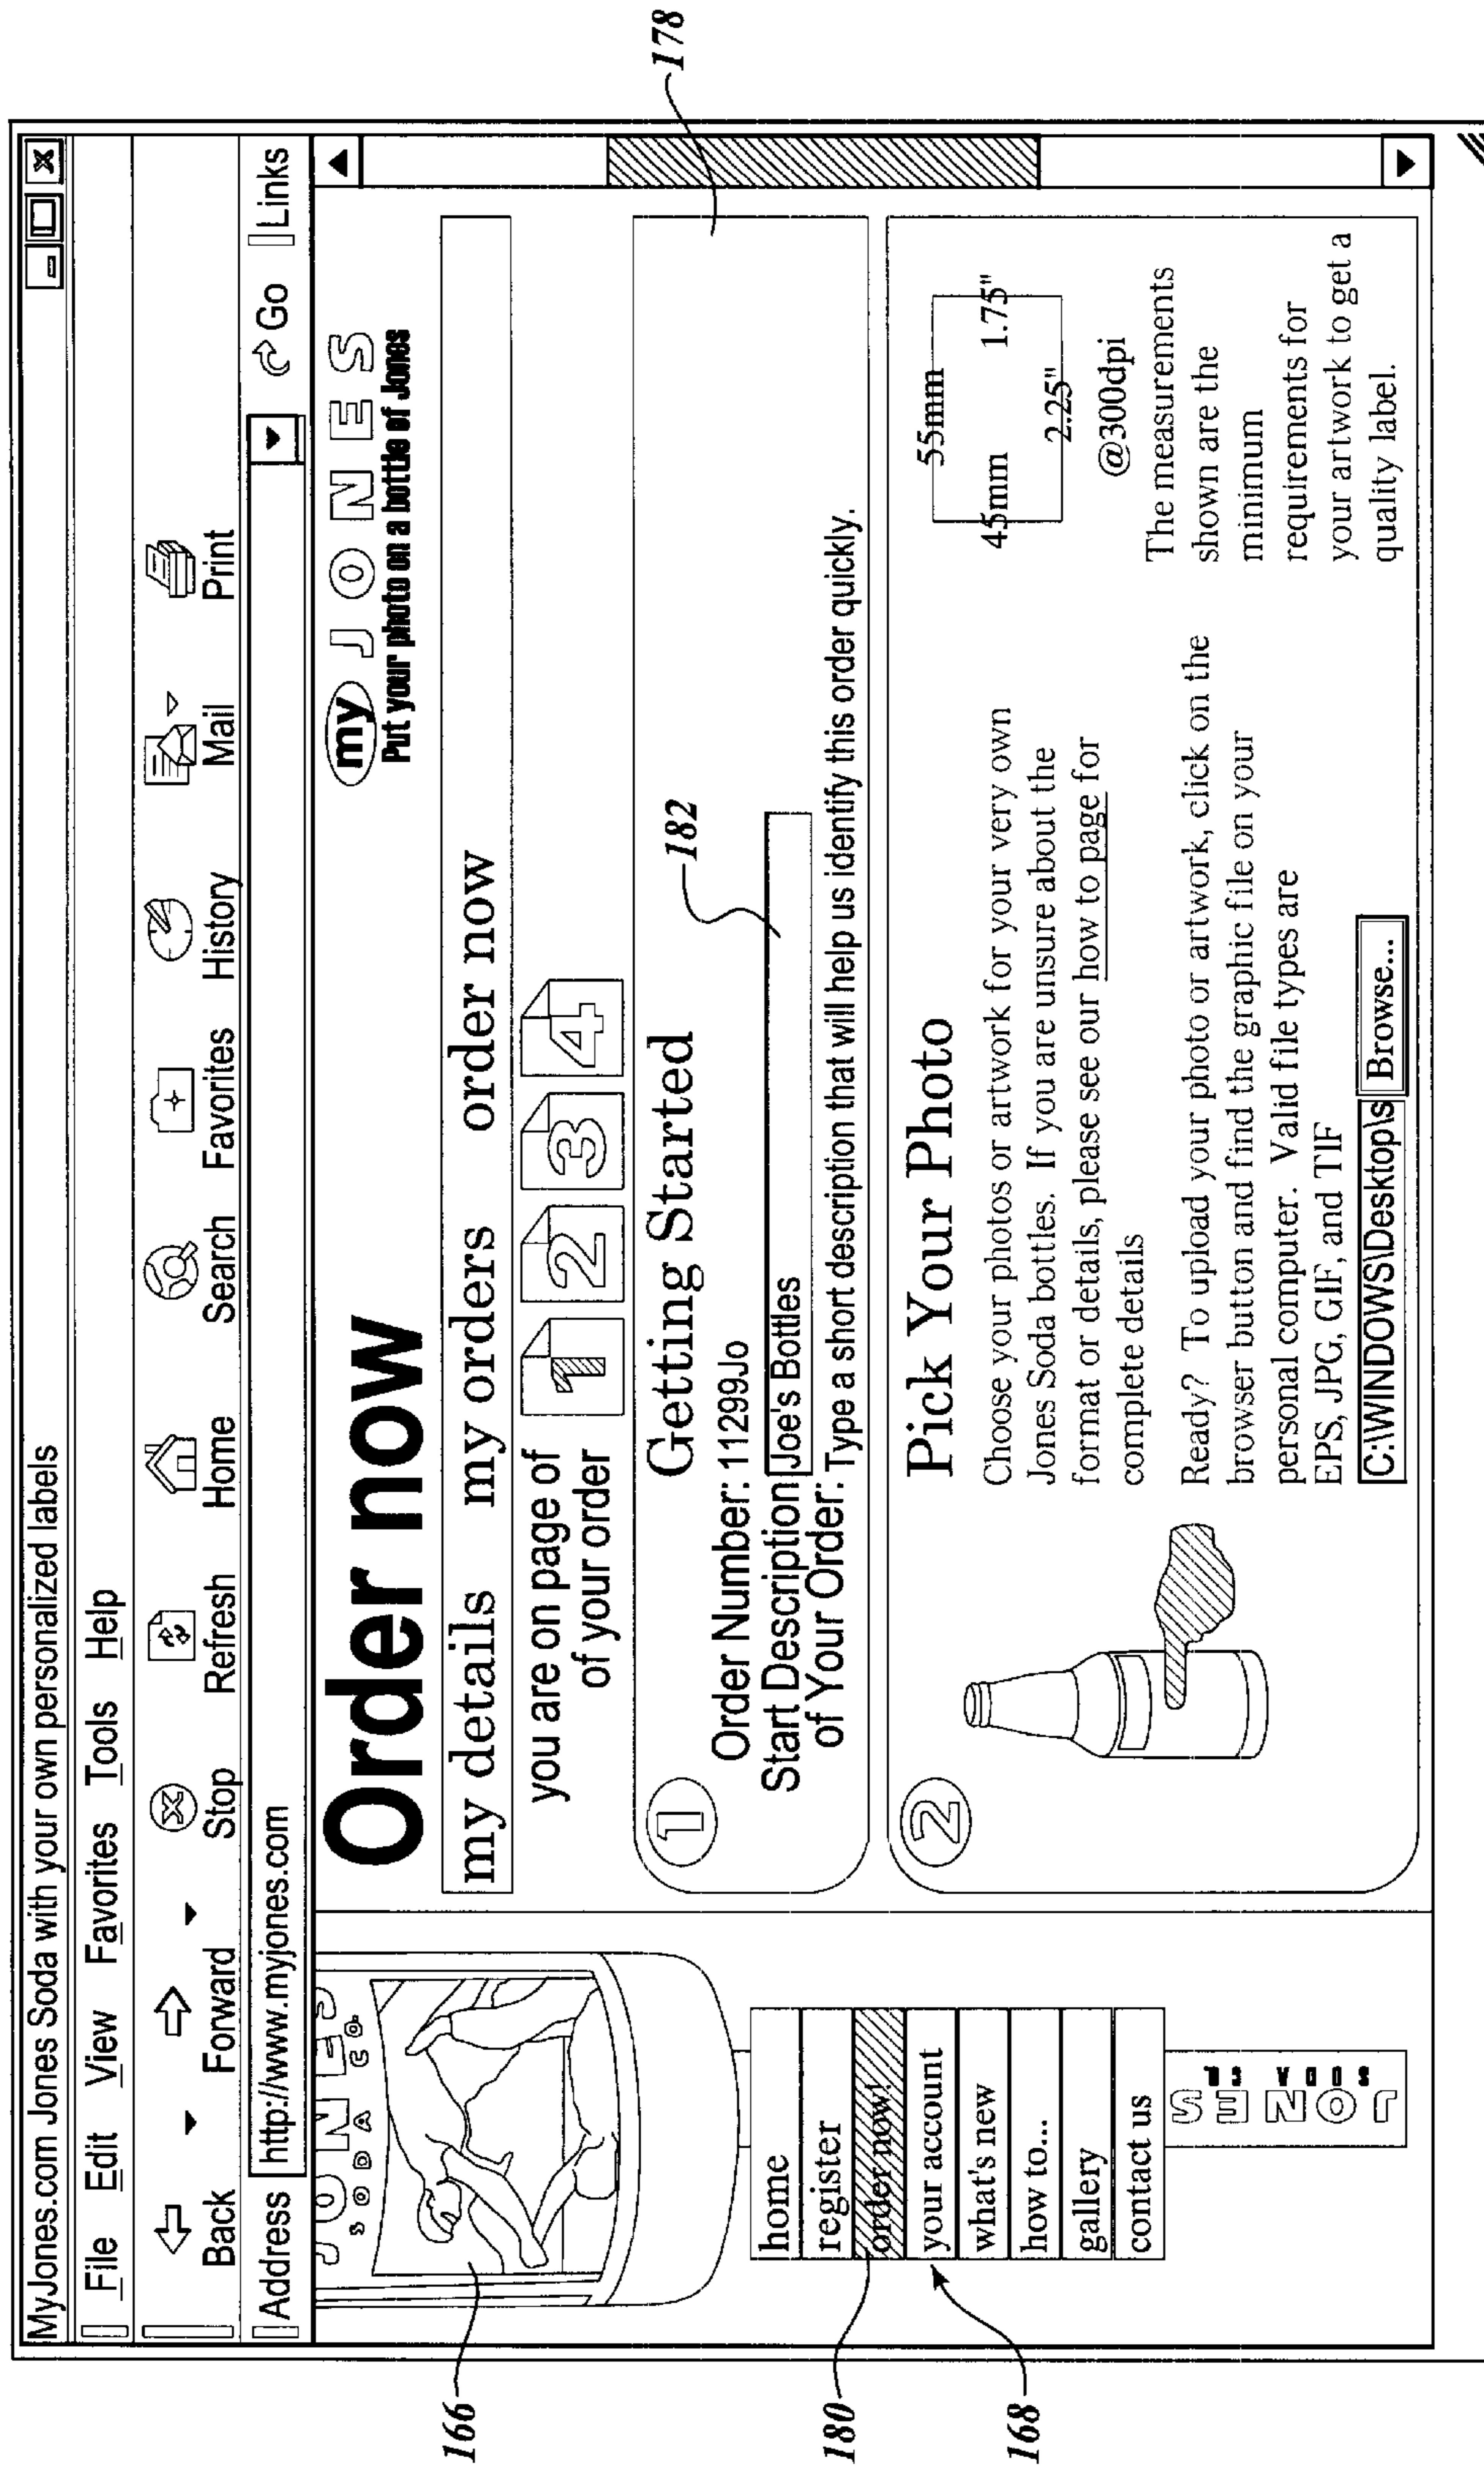 MyJones.com Jones Soda with your own personalized labels
File Edit View Favorites Tools Help
Back Forward Stop Refresh Home Search Favorites History Mail Print
Address http://www.myjones.com Go Links
JONES
SODA CO.
Order now
my JONES
Put your photo on a bottle of Jones
my details my orders order now
you are on page of 1 2 3 4
of your order
1 Getting Started
Order Number: 11299Jo
Start Description Joe's Bottles
of Your Order: Type a short description that will help us identify this order quickly.
2 Pick Your Photo
Choose your photos or artwork for your very own
Jones Soda bottles. If you are unsure about the
format or details, please see our how to page for
complete details
Ready? To upload your photo or artwork, click on the
browser button and find the graphic file on your
personal computer. Valid file types are
EPS, JPG, GIF, and TIF
C:\WINDOWS\Desktop\s Browse...
55mm
45mm 1.75"
2.25"
@300dpi
The measurements
shown are the
minimum
requirements for
your artwork to get a
quality label.
home
register
order now!
your account
what's new
how to...
gallery
contact us
JONES
SODA CO.
166
180
168
182
178